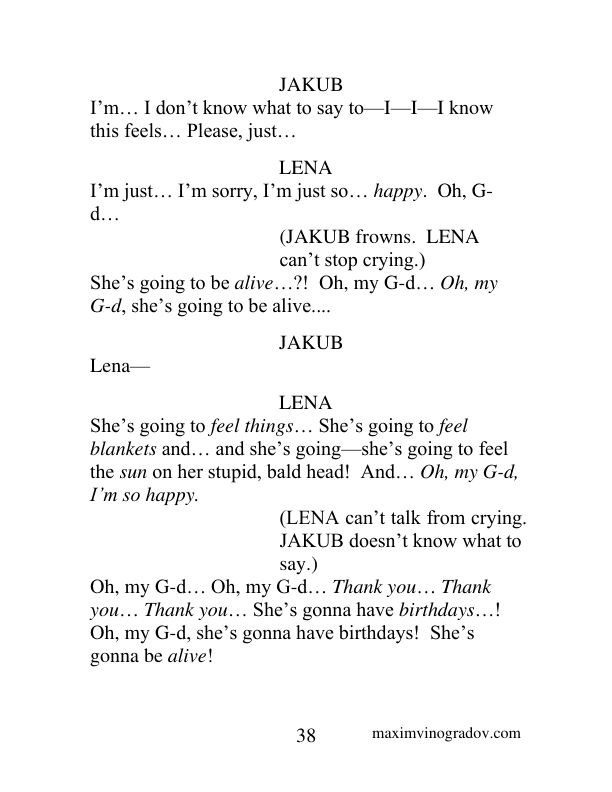 JAKUB
I’m… I don’t know what to say to—I—I—I know
this feels… Please, just…
LENA
I’m just… I’m sorry, I’m just so… happy.  Oh, G-
d…
(JAKUB frowns.  LENA
can’t stop crying.)
She’s going to be alive…?!  Oh, my G-d… Oh, my
G-d, she’s going to be alive....
JAKUB
Lena—
LENA
She’s going to feel things… She’s going to feel
blankets and… and she’s going—she’s going to feel
the sun on her stupid, bald head!  And… Oh, my G-d,
I’m so happy.
(LENA can’t talk from crying.
JAKUB doesn’t know what to
say.)
Oh, my G-d… Oh, my G-d… Thank you… Thank
you… Thank you… She’s gonna have birthdays…!
Oh, my G-d, she’s gonna have birthdays!  She’s
gonna be alive!
38 maximvinogradov.com